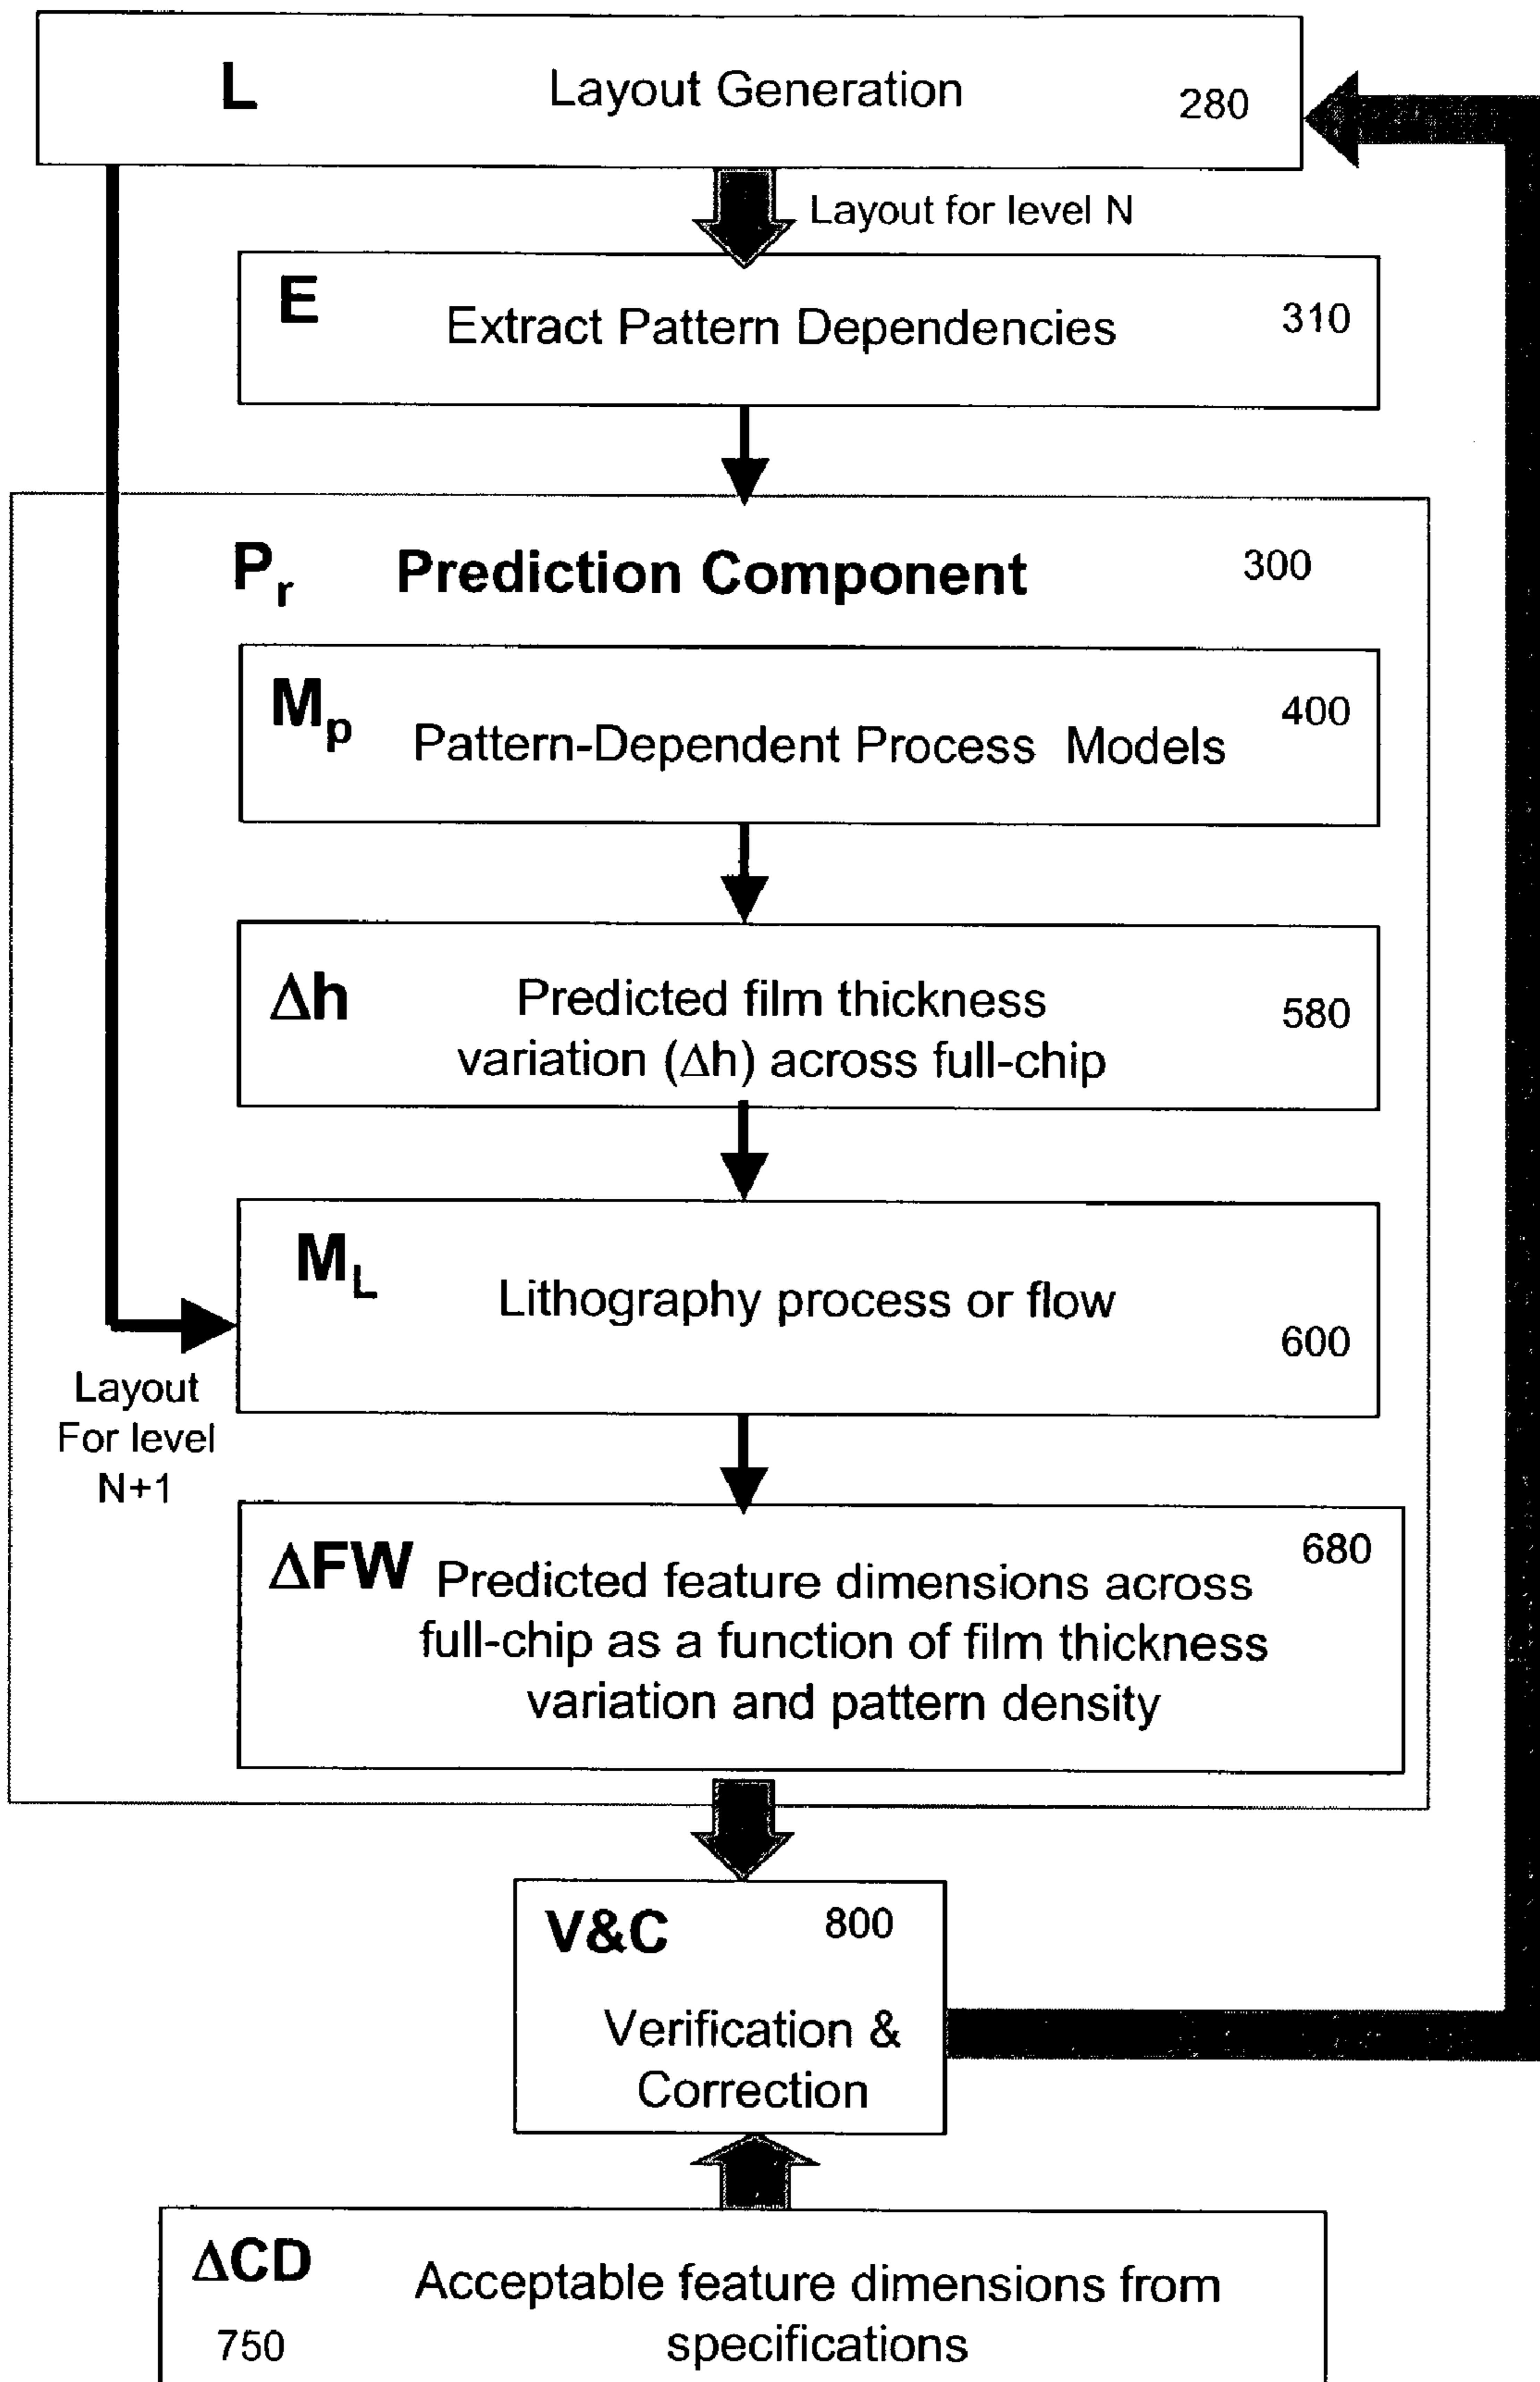 L Layout Generation 280
Layout for level N
E Extract Pattern Dependencies 310
Pr Prediction Component 300
Mp Pattern-Dependent Process Models 400
Δh Predicted film thickness 580
variation (Δh) across full-chip
ML Lithography process or flow 600
Layout
For level
N+1
ΔFW Predicted feature dimensions across 680
full-chip as a function of film thickness
variation and pattern density
V&C 800
Verification &
Correction
ΔCD Acceptable feature dimensions from
750 specifications